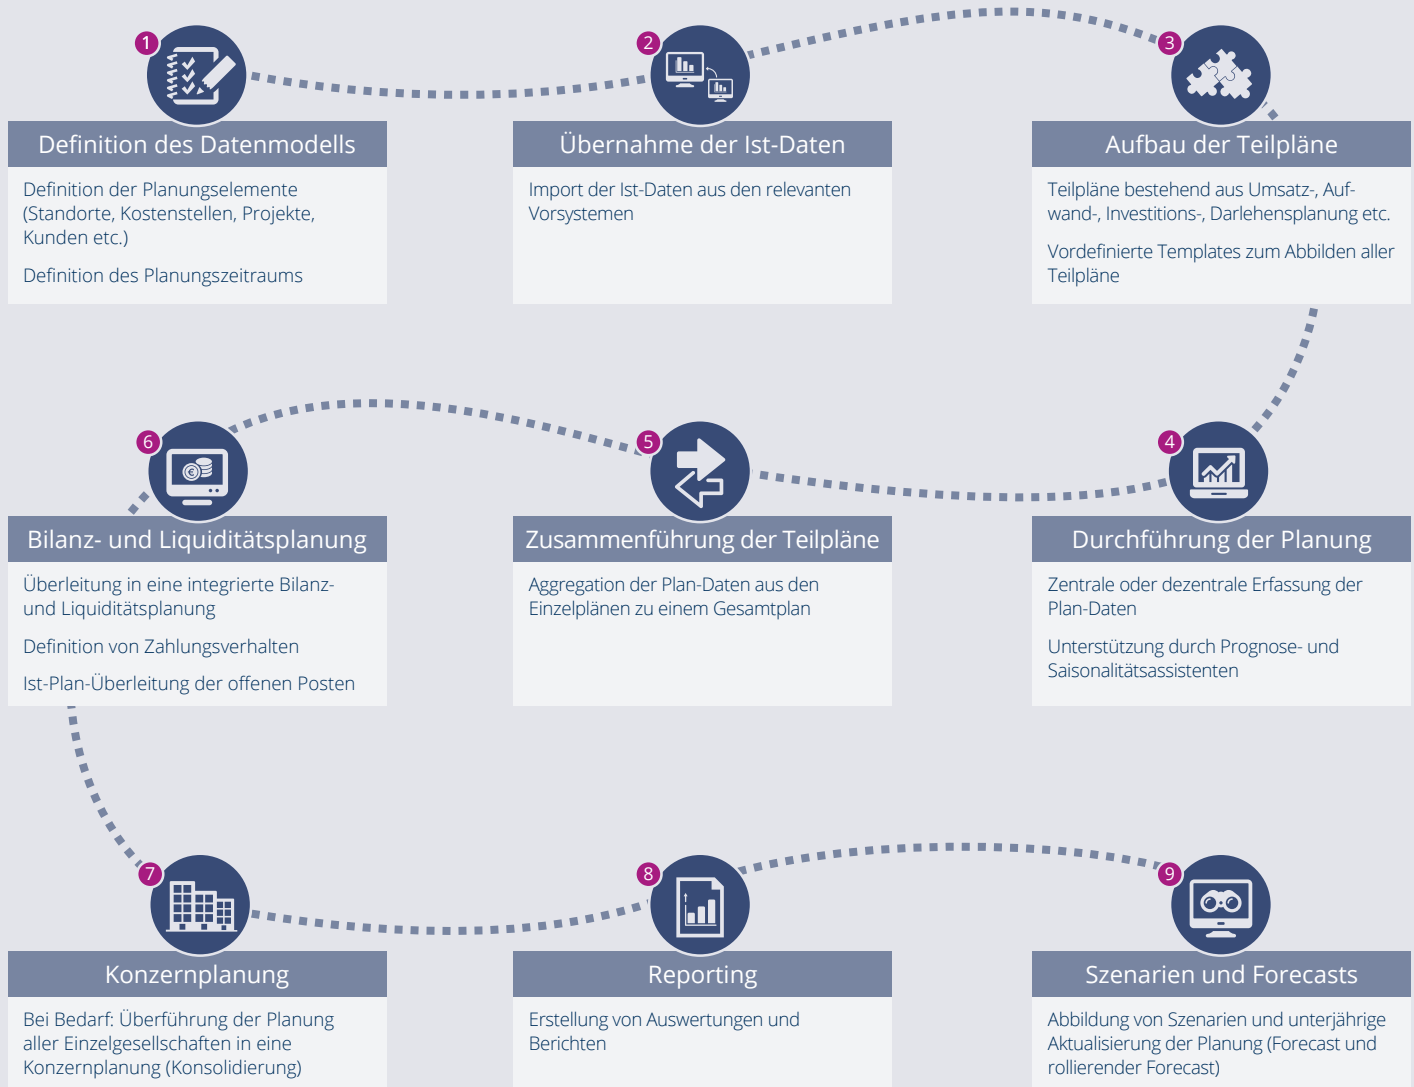 1
Definition des Datenmodells
Definition der Planungselemente
(Standorte, Kostenstellen, Projekte,
Kunden etc.)
Definition des Planungszeitraums
2
Übernahme der Ist-Daten
Import der Ist-Daten aus den relevanten
Vorsystemen
3
Aufbau der Teilpläne
Teilpläne bestehend aus Umsatz-, Auf-
wand-, Investitions-, Darlehensplanung etc.
Vordefinierte Templates zum Abbilden aller
Teilpläne
4
Durchführung der Planung
Zentrale oder dezentrale Erfassung der
Plan-Daten
Unterstützung durch Prognose- und
Saisonalitätsassistenten
5
Zusammenführung der Teilpläne
Aggregation der Plan-Daten aus den
Einzelplänen zu einem Gesamtplan
6
Bilanz- und Liquiditätsplanung
Überleitung in eine integrierte Bilanz-
und Liquiditätsplanung
Definition von Zahlungsverhalten
Ist-Plan-Überleitung der offenen Posten
7
Konzernplanung
Bei Bedarf: Überführung der Planung
aller Einzelgesellschaften in eine
Konzernplanung (Konsolidierung)
8
Reporting
Erstellung von Auswertungen und
Berichten
9
Szenarien und Forecasts
Abbildung von Szenarien und unterjährige
Aktualisierung der Planung (Forecast und
rollierender Forecast)